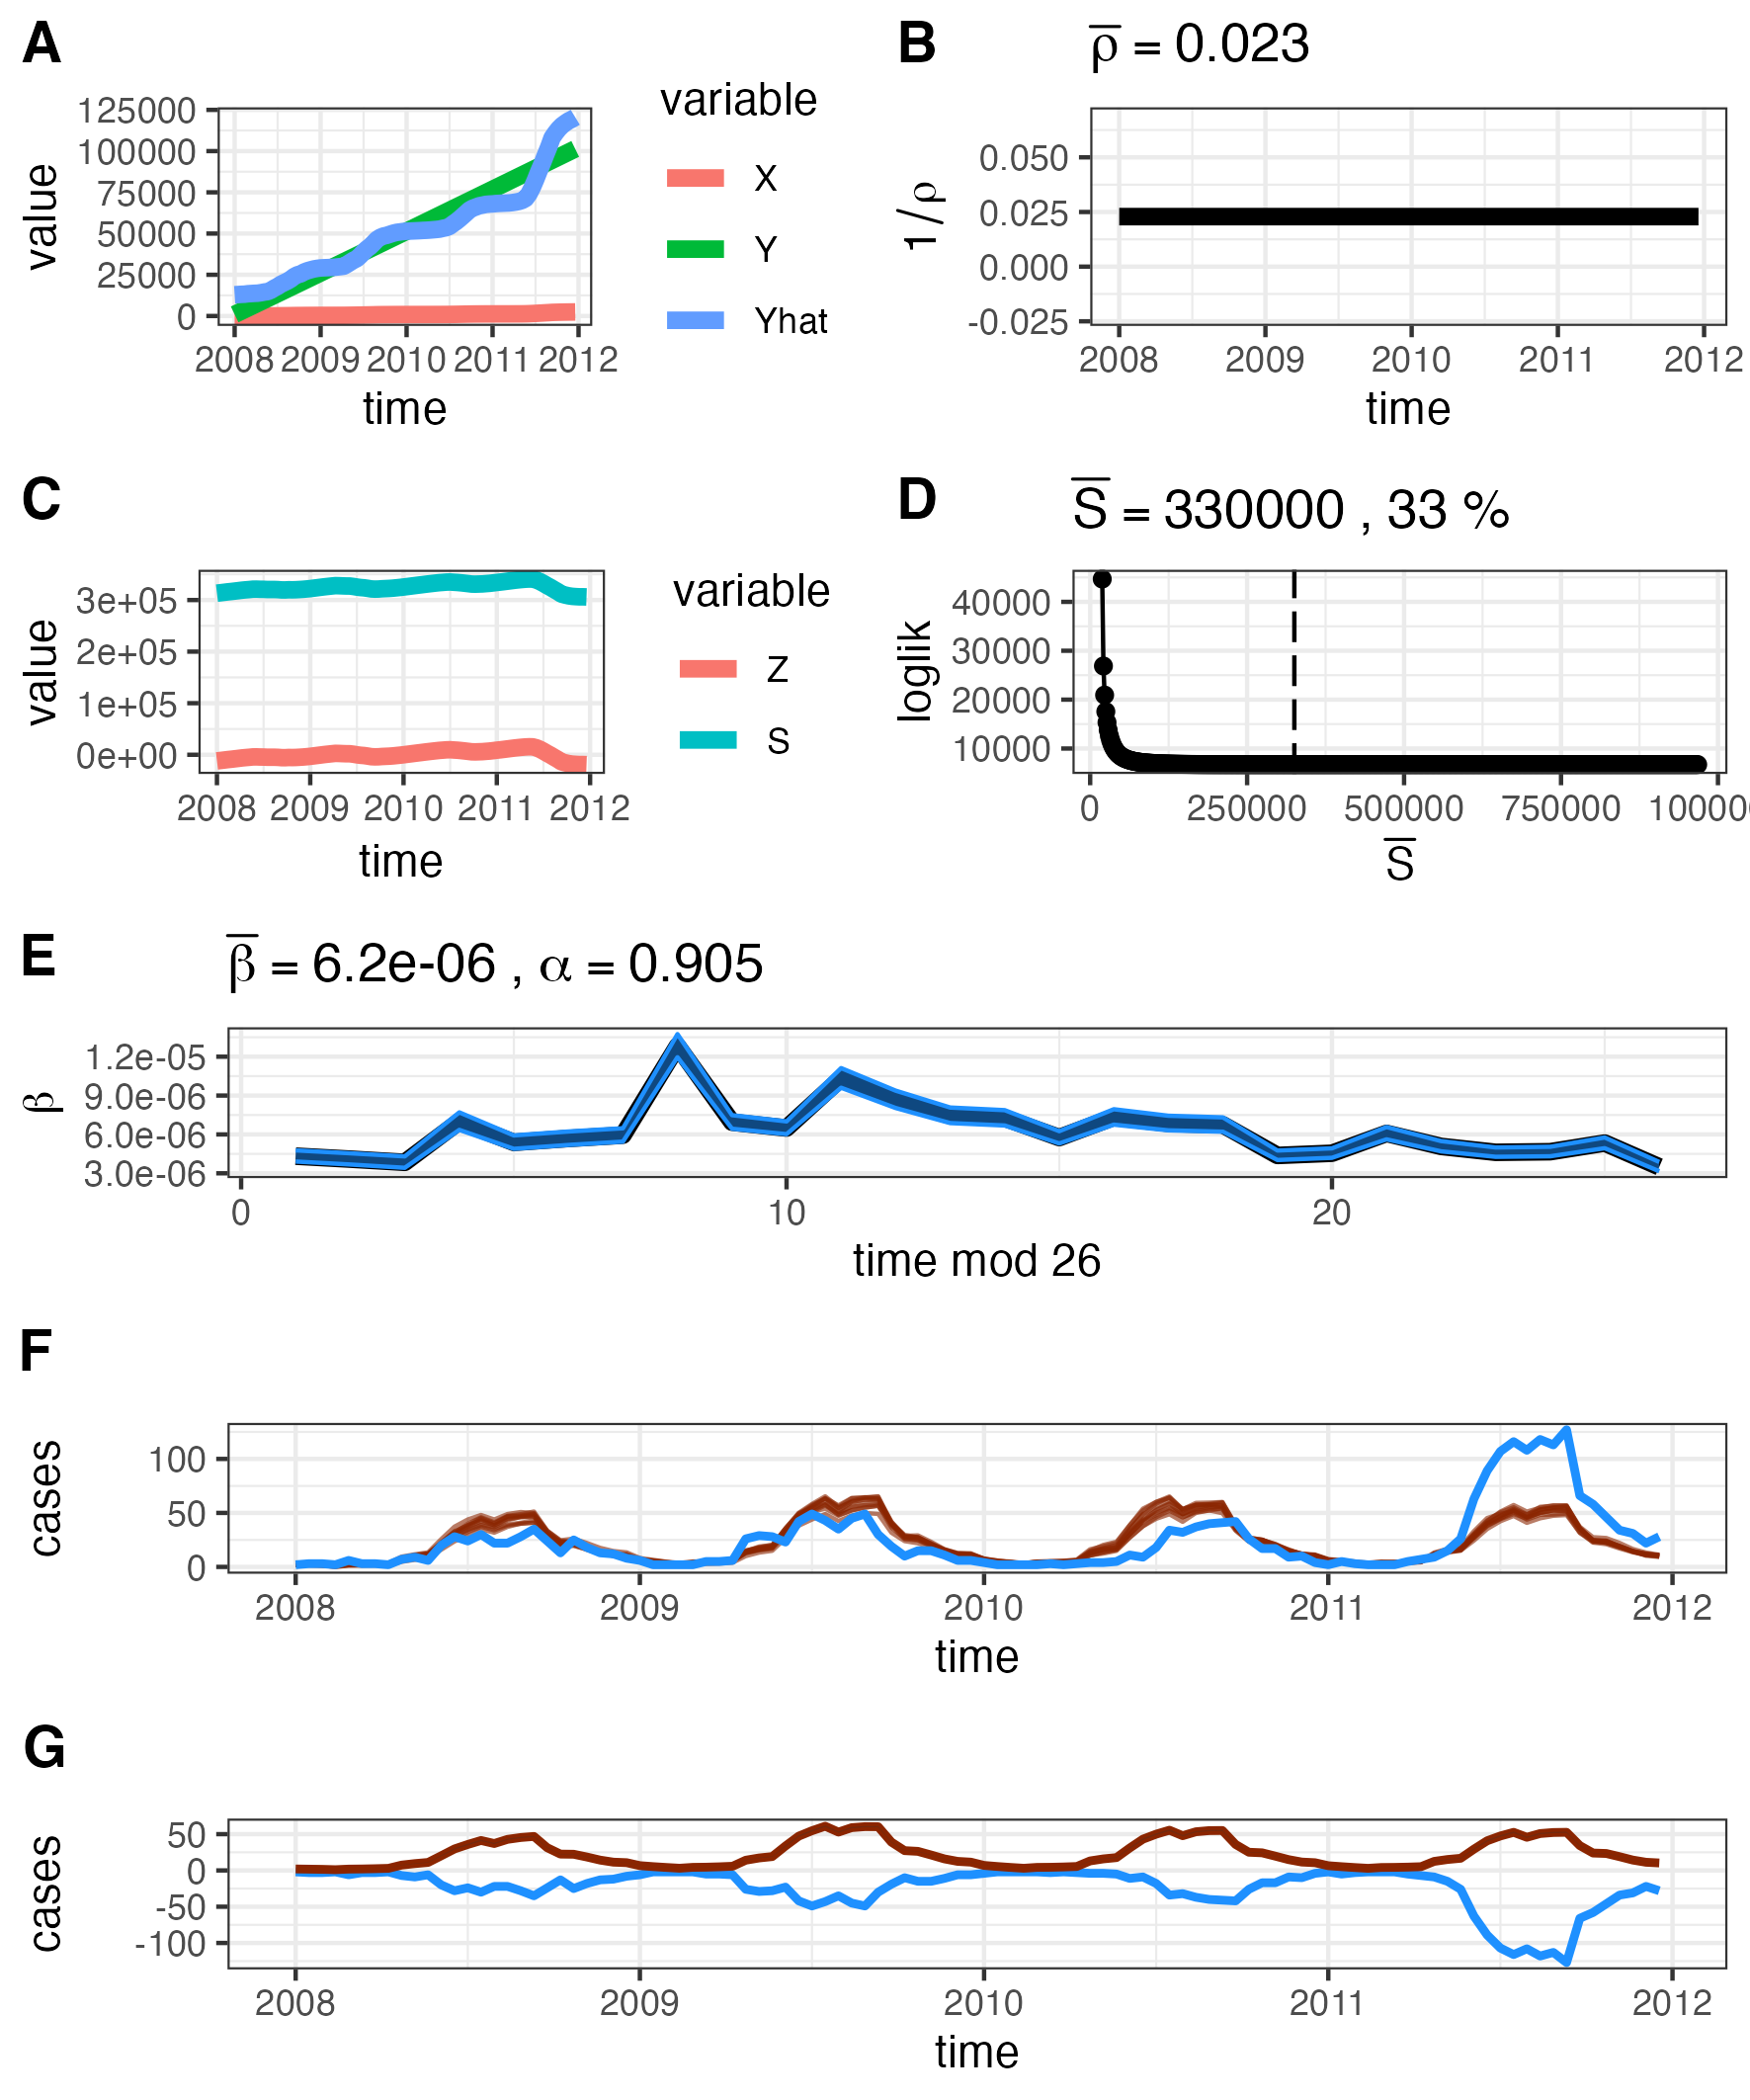 A
125000
100000
75000
50000
25000
0
value
2008 2009 2010 2011 2012
time
variable
X
Y
Yhat
B
ρ̅ = 0.023
0.050
0.025
0.000
-0.025
1/ρ
2008 2009 2010 2011 2012
time
C
3e+05
2e+05
1e+05
0e+00
value
2008 2009 2010 2011 2012
time
variable
Z
S
D
S̅ = 330000 , 33 %
40000
30000
20000
10000
loglik
0 250000 500000 750000 10000
S̅
E
β̅ = 6.2e-06 , α = 0.905
1.2e-05
9.0e-06
6.0e-06
3.0e-06
β
0 10 20
time mod 26
F
100
50
0
cases
2008 2009 2010 2011 2012
time
G
50
0
-50
-100
cases
2008 2009 2010 2011 2012
time